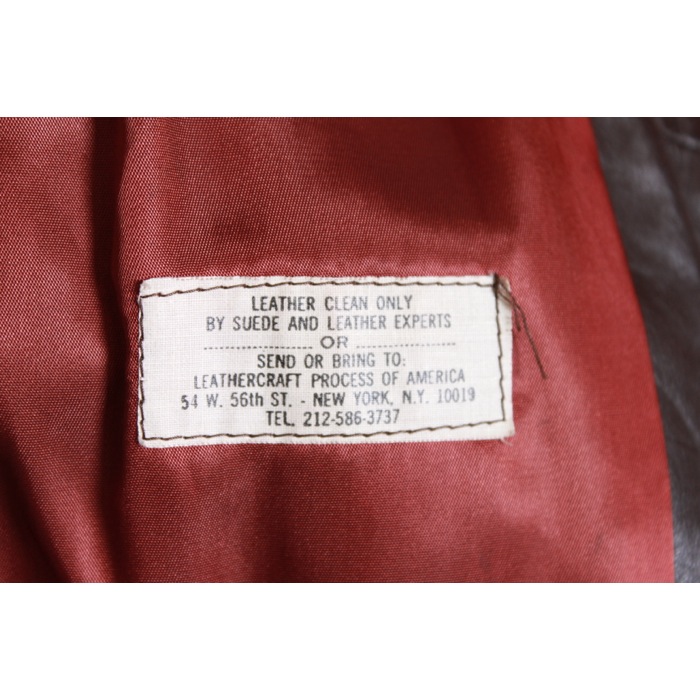 LEATHER CLEAN ONLY
BY SUEDE AND LEATHER EXPERTS
........................ OR ......................
SEND OR BRING TO:
LEATHERCRAFT PROCESS OF AMERICA
54 W. 56th ST. - NEW YORK, N.Y. 10019
TEL. 212-586-3737